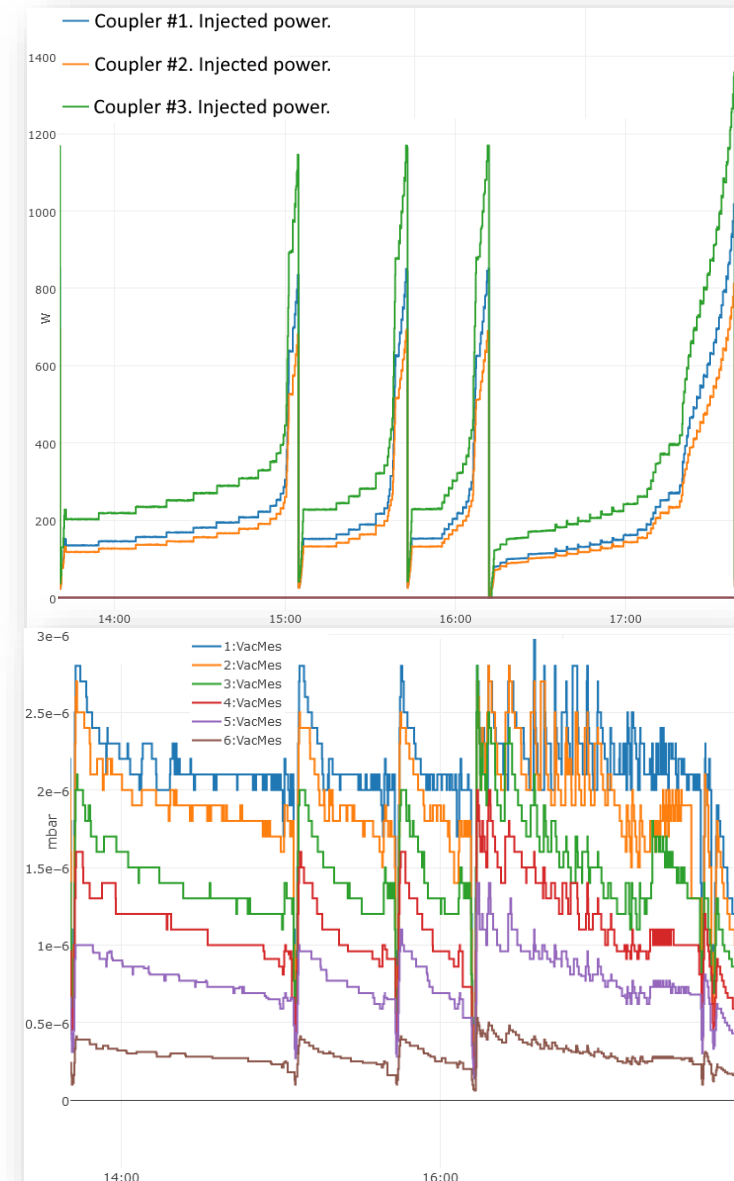 Coupler #1. Injected power.
1400
Coupler #2. Injected power.
Coupler #3. Injected power.
1200
1000
800
W
600
400
200
0
14:00 15:00 16:00 17:00
3e-6
1:VacMes
2:VacMes
3:VacMes
2.5e-6
4:VacMes
5:VacMes
6:VacMes
2e-6
mbar
1.5e-6
1e-6
0.5e-6
0
14:00 16:00